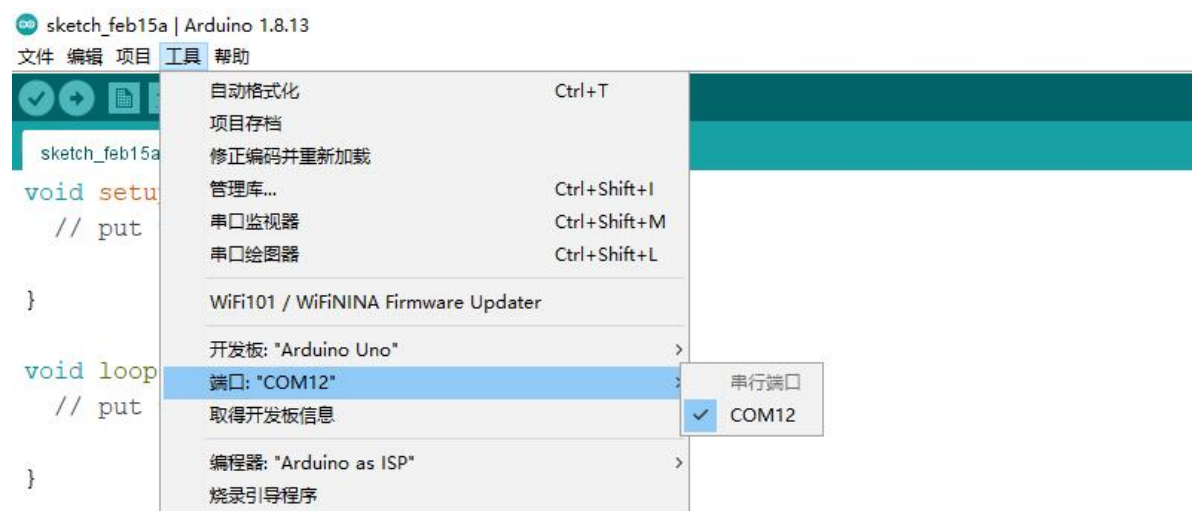 sketch_feb15a | Arduino 1.8.13
文件 编辑 项目 工具 帮助
自动格式化 Ctrl+T
项目存档
sketch_feb15a
修正编码并重新加载
void setup
管理库... Ctrl+Shift+I
// put
串口监视器 Ctrl+Shift+M
串口绘图器 Ctrl+Shift+L
}
WiFi101 / WiFiNINA Firmware Updater
开发板: "Arduino Uno"
void loop
端口: "COM12"
串行端口
// put
取得开发板信息
COM12
编程器: "Arduino as ISP"
}
烧录引导程序